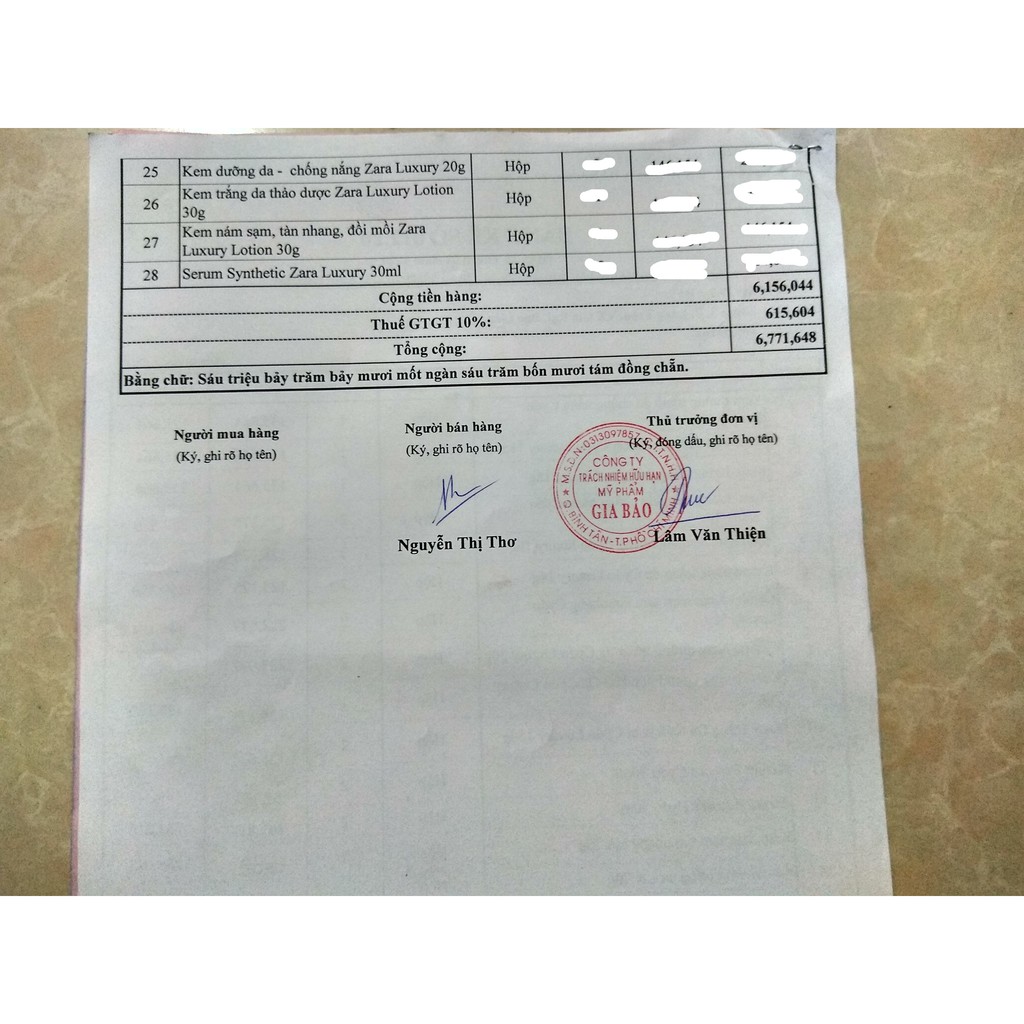 25 Kem dưỡng da - chống nắng Zara Luxury 20g Hộp
26 Kem trắng da thảo dược Zara Luxury Lotion 30g Hộp
27 Kem nám sạm, tàn nhang, đồi mồi Zara Luxury Lotion 30g Hộp
28 Serum Synthetic Zara Luxury 30ml Hộp
Cộng tiền hàng: 6,156,044
Thuế GTGT 10%: 615,604
Tổng cộng: 6,771,648
Bằng chữ: Sáu triệu bảy trăm bảy mươi mốt ngàn sáu trăm bốn mươi tám đồng chẵn.
Người mua hàng
(Ký, ghi rõ họ tên)
Người bán hàng
(Ký, ghi rõ họ tên)
Nguyễn Thị Thơ
Thủ trưởng đơn vị
(Ký, đóng dấu, ghi rõ họ tên)
M.S.D.N:0313097857
CÔNG TY
TRÁCH NHIỆM HỮU HẠN
MỸ PHẨM
GIA BẢO
Q BÌNH TÂN - T.PHỐ
Lâm Văn Thiện